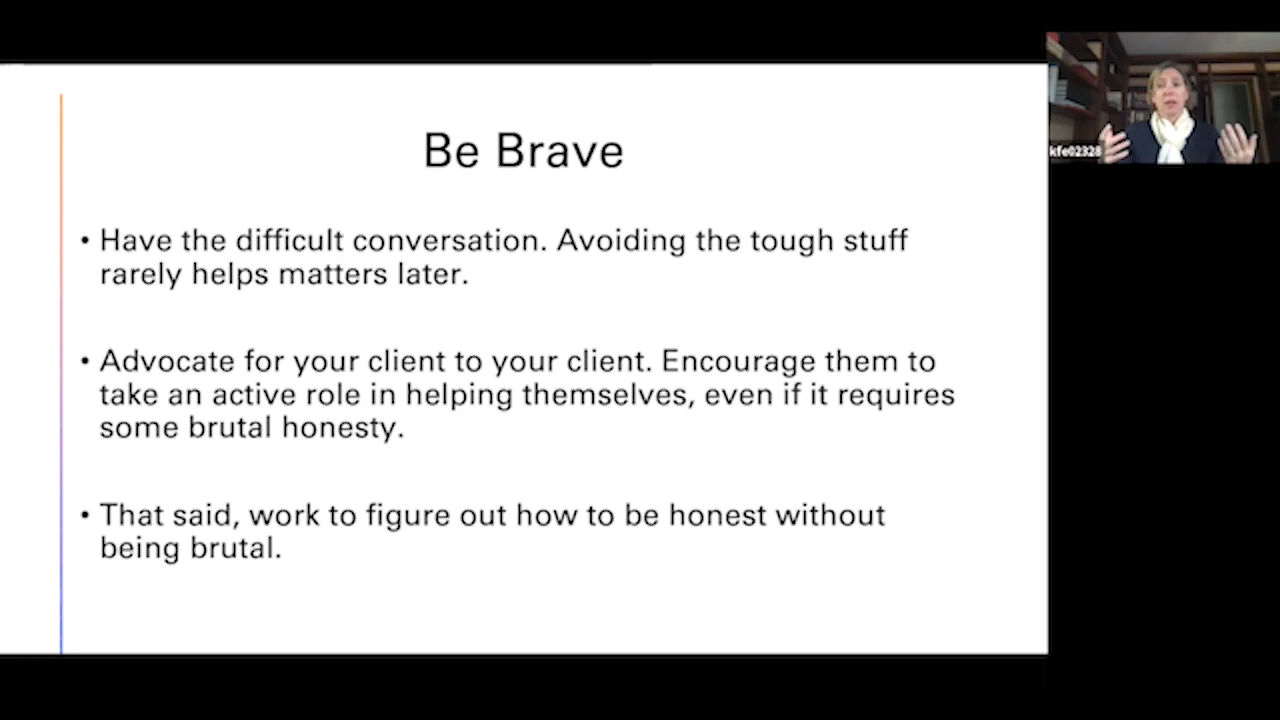 Be Brave
• Have the difficult conversation. Avoiding the tough stuff
rarely helps matters later.
• Advocate for your client to your client. Encourage them to
take an active role in helping themselves, even if it requires
some brutal honesty.
• That said, work to figure out how to be honest without
being brutal.
kfe02328